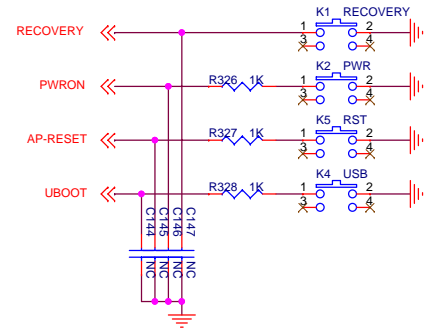 K1 RECOVERY
RECOVERY
1 2
3 4
K2 PWR
PWRON
R326 1K
1 2
3 4
K5 RST
AP-RESET
R327 1K
1 2
3 4
K4 USB
UBOOT
R328 1K
1 2
3 4
C144 NC
C145 NC
C146 NC
C147 NC